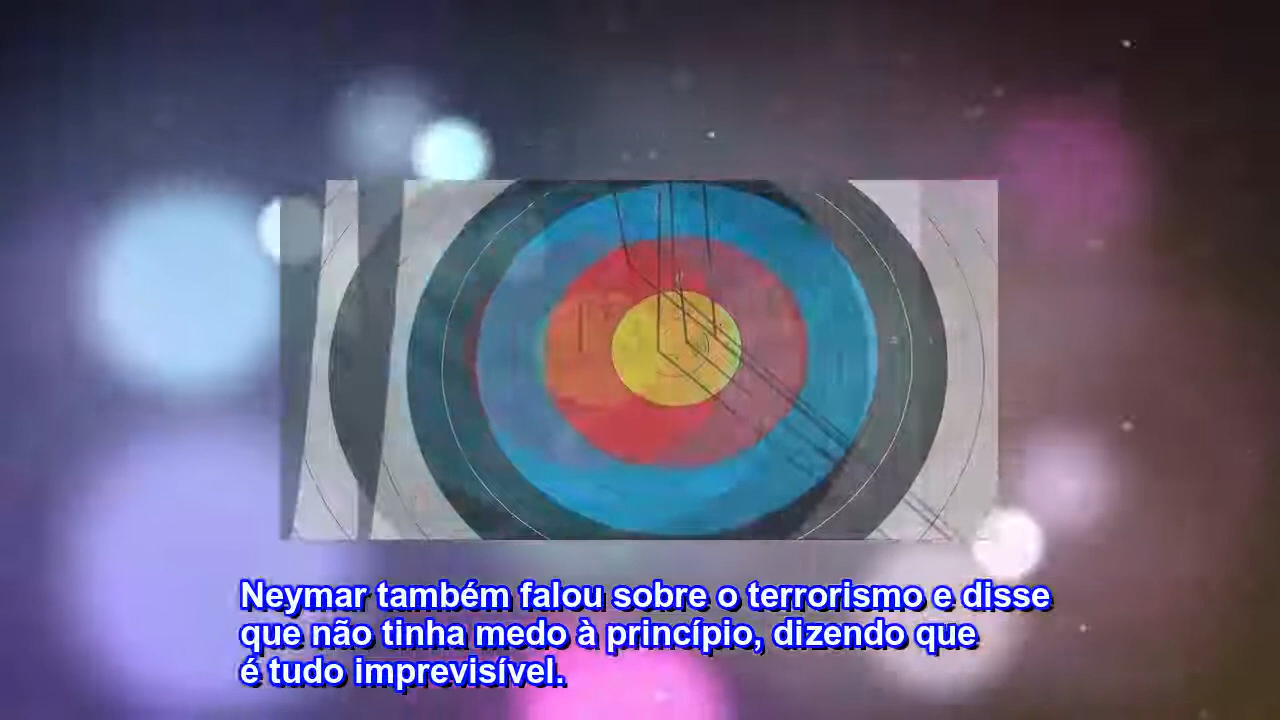 Neymar também falou sobre o terrorismo e disse
que não tinha medo à princípio, dizendo que
é tudo imprevisível.